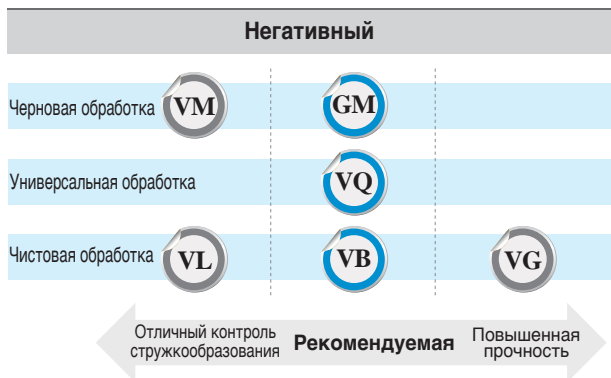 Негативный
Черновая обработка VM GM
Универсальная обработка VQ
Чистовая обработка VL VB VG
Отличный контроль
стружкообразования
Рекомендуемая
Повышенная
прочность